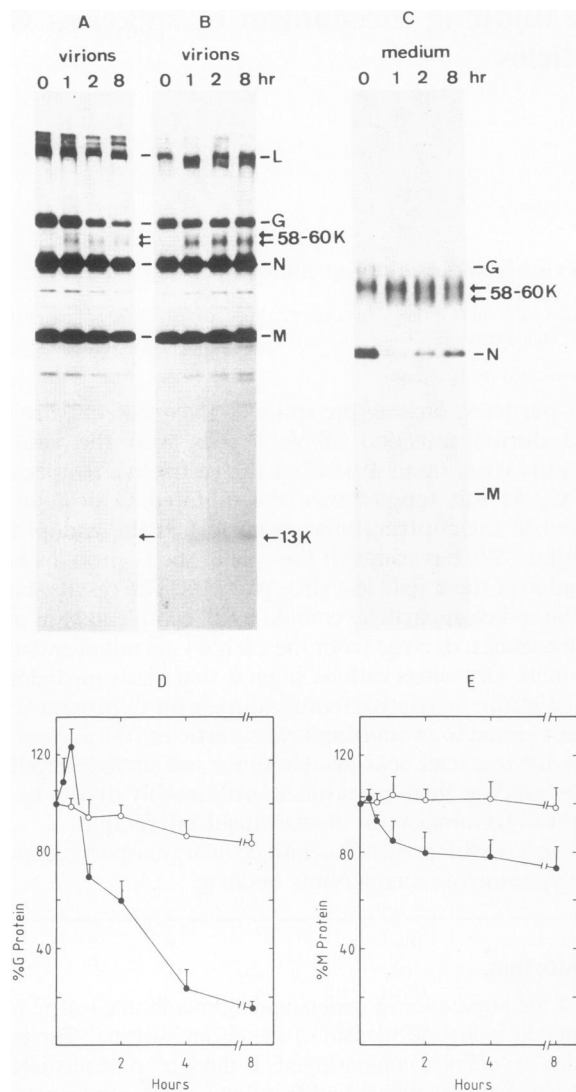 A B C
virions virions medium
0 1 2 8 0 1 2 8 hr 0 1 2 8 hr
L
G
58-60K
N
M
13K
G
58-60K
N
M
D E
120
80
40
%G Protein
2 4 8
Hours
120
80
40
%M Protein
2 4 8
Hours